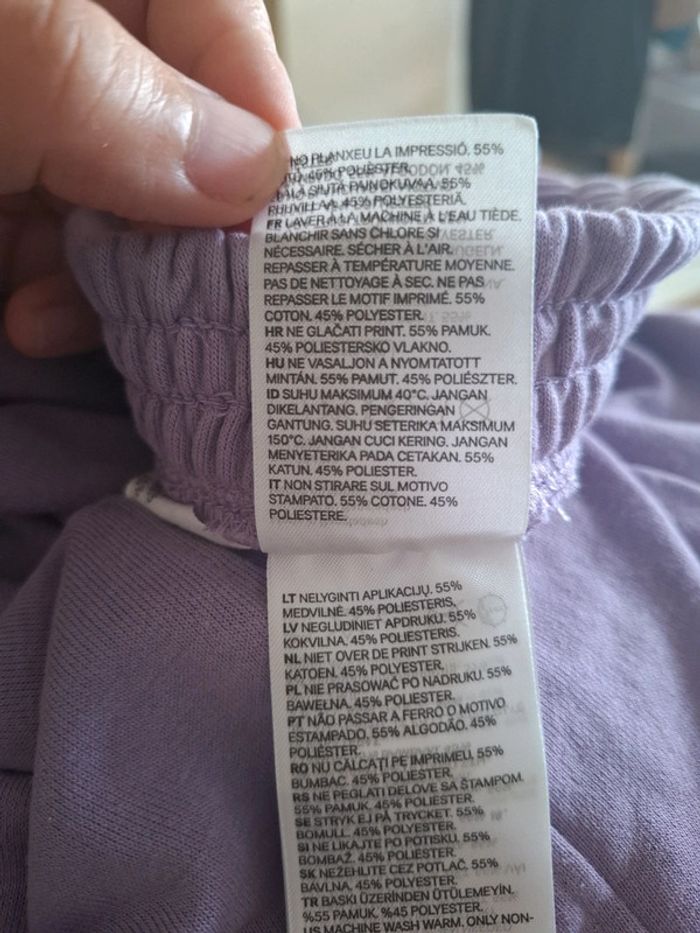 NO PLANXEU LA IMPRESSIÓ. 55%
45% POLIÈSTER.
ÄLÄ SILITÄ PAINOKUVAA. 55%
PUUVILLAA. 45% POLYESTERIÄ.
FR LAVER À LA MACHINE À L'EAU TIÈDE.
BLANCHIR SANS CHLORE SI
NÉCESSAIRE. SÉCHER À L'AIR.
REPASSER À TEMPÉRATURE MOYENNE.
PAS DE NETTOYAGE À SEC. NE PAS
REPASSER LE MOTIF IMPRIMÉ. 55%
COTON. 45% POLYESTER.
HR NE GLAČATI PRINT. 55% PAMUK.
45% POLIESTERSKO VLAKNO.
HU NE VASALJON A NYOMTATOTT
MINTÁN. 55% PAMUT. 45% POLIÉSZTER.
ID SUHU MAKSIMUM 40°C. JANGAN
DIKELANTANG. PENGERINGAN
GANTUNG. SUHU SETERIKA MAKSIMUM
150°C. JANGAN CUCI KERING. JANGAN
MENYETERIKA PADA CETAKAN. 55%
KATUN. 45% POLIESTER.
IT NON STIRARE SUL MOTIVO
STAMPATO. 55% COTONE. 45%
POLIESTERE.
LT NELYGINTI APLIKACIJŲ. 55%
MEDVILNĖ. 45% POLIESTERIS.
LV NEGLUDINIET APDRUKU. 55%
KOKVILNA. 45% POLIESTERIS.
NL NIET OVER DE PRINT STRIJKEN. 55%
KATOEN. 45% POLYESTER.
PL NIE PRASOWAĆ PO NADRUKU. 55%
BAWEŁNA. 45% POLIESTER.
PT NÃO PASSAR A FERRO O MOTIVO
ESTAMPADO. 55% ALGODÃO. 45%
POLIÉSTER.
RO NU CĂLCAȚI PE IMPRIMEU. 55%
BUMBAC. 45% POLIESTER.
RS NE PEGLATI DELOVE SA ŠTAMPOM.
55% PAMUK. 45% POLIESTER.
SE STRYK EJ PÅ TRYCKET. 55%
BOMULL. 45% POLYESTER.
SI NE LIKAJTE PO POTISKU. 55%
BOMBAŽ. 45% POLIESTER.
SK NEŽEHLITE CEZ POTLAČ. 55%
BAVLNA. 45% POLYESTER.
TR BASKI ÜZERİNDEN ÜTÜLEMEYİN.
%55 PAMUK. %45 POLYESTER.
US MACHINE WASH WARM. ONLY NON-